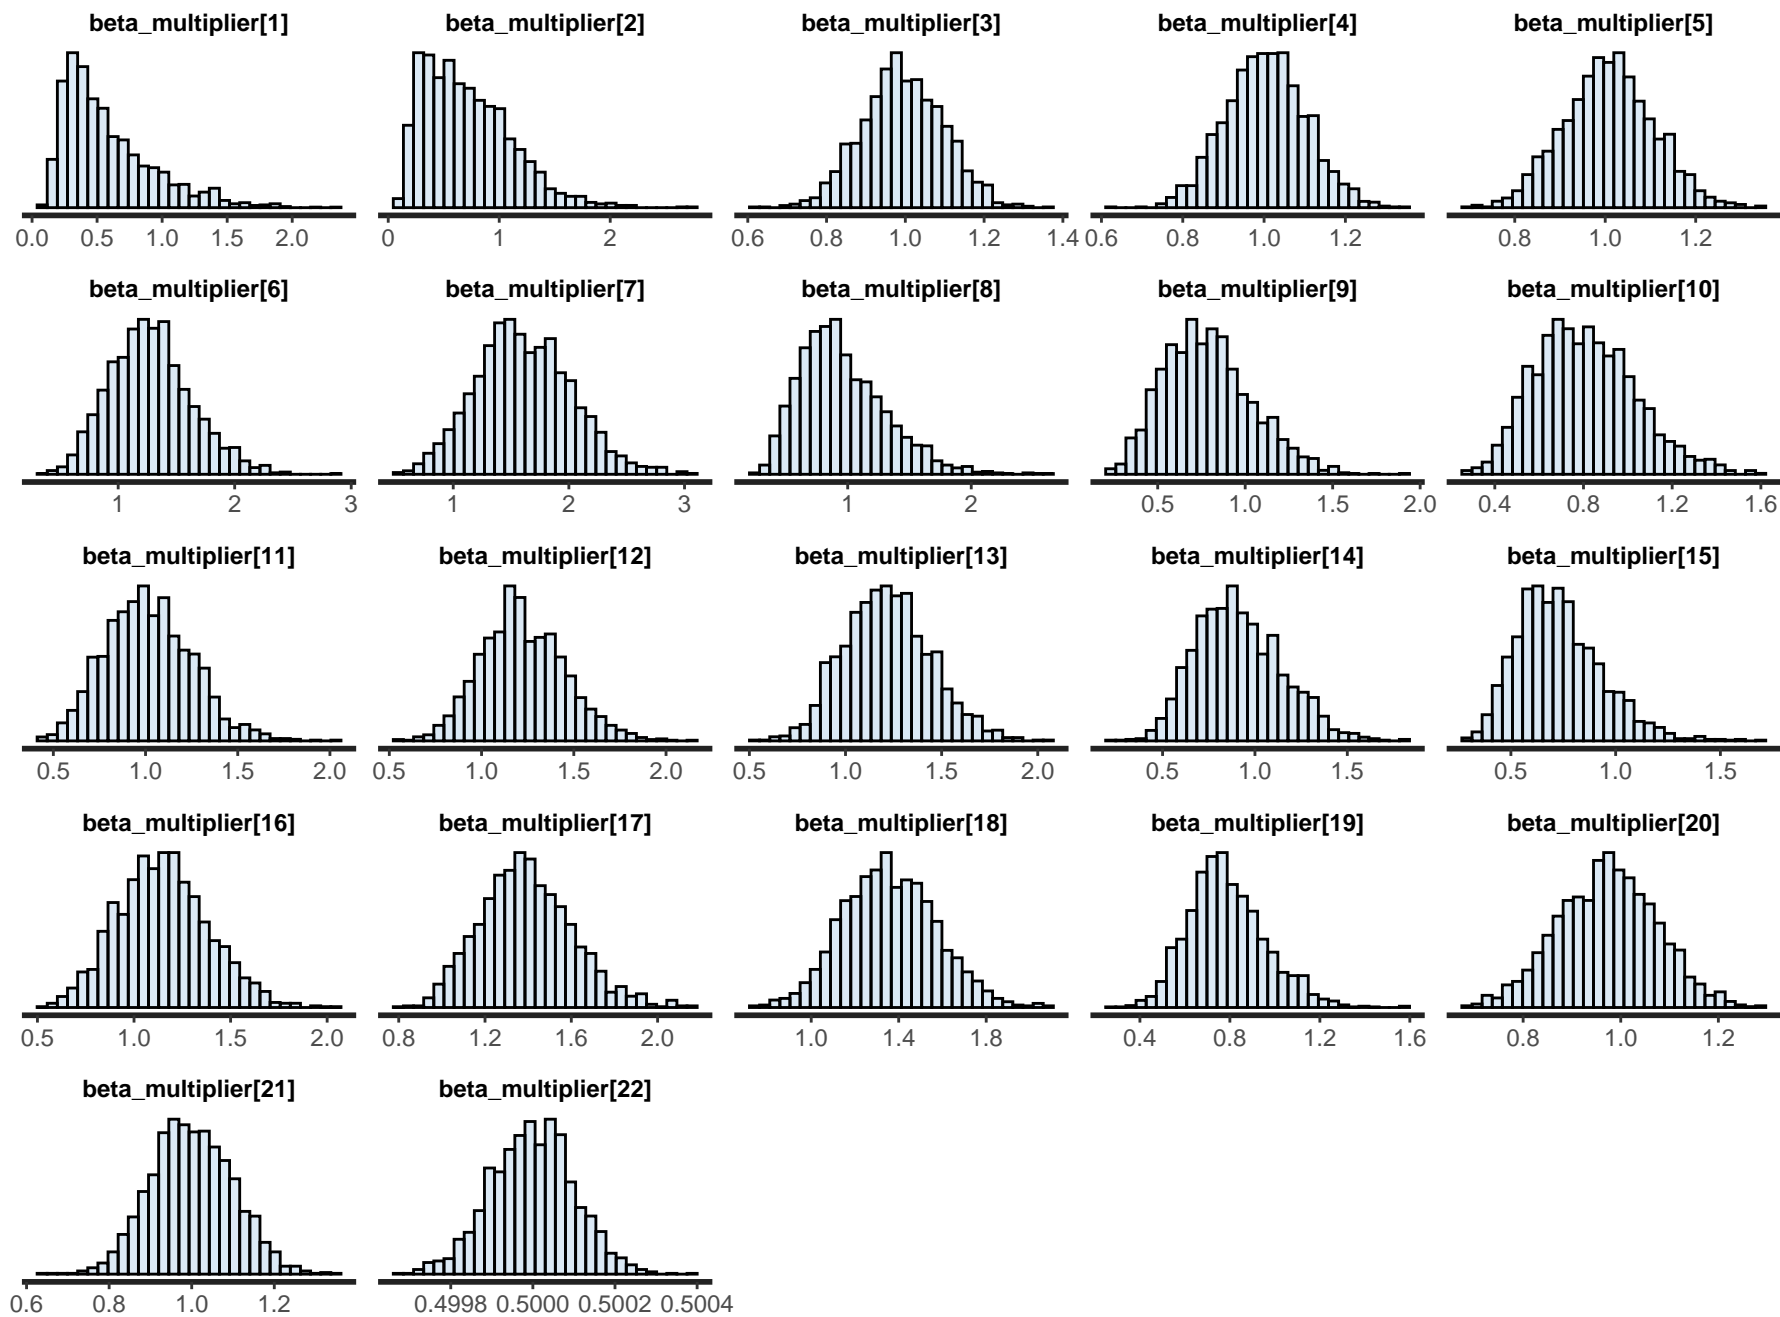 beta_multiplier[1] beta_multiplier[2] beta_multiplier[3] beta_multiplier[4] beta_multiplier[5]
0.0 0.5 1.0 1.5 2.0 0 1 2 0.6 0.8 1.0 1.2 1.4 0.6 0.8 1.0 1.2 0.8 1.0 1.2
beta_multiplier[6] beta_multiplier[7] beta_multiplier[8] beta_multiplier[9] beta_multiplier[10]
1 2 3 1 2 3 1 2 0.5 1.0 1.5 2.0 0.4 0.8 1.2 1.6
beta_multiplier[11] beta_multiplier[12] beta_multiplier[13] beta_multiplier[14] beta_multiplier[15]
0.5 1.0 1.5 2.0 0.5 1.0 1.5 2.0 0.5 1.0 1.5 2.0 0.5 1.0 1.5 0.5 1.0 1.5
beta_multiplier[16] beta_multiplier[17] beta_multiplier[18] beta_multiplier[19] beta_multiplier[20]
0.5 1.0 1.5 2.0 0.8 1.2 1.6 2.0 1.0 1.4 1.8 0.4 0.8 1.2 1.6 0.8 1.0 1.2
beta_multiplier[21] beta_multiplier[22]
0.6 0.8 1.0 1.2 0.4998 0.5000 0.5002 0.5004